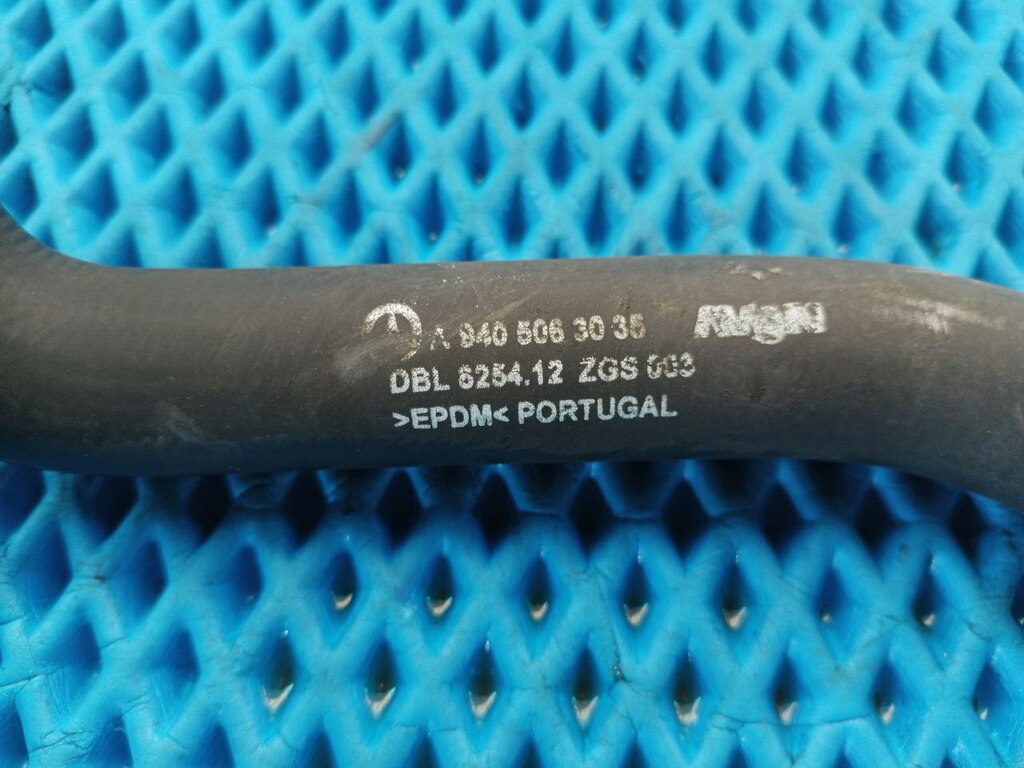 A 940 506 30 35
DBL 6254.12 ZGS 003
>EPDM< PORTUGAL